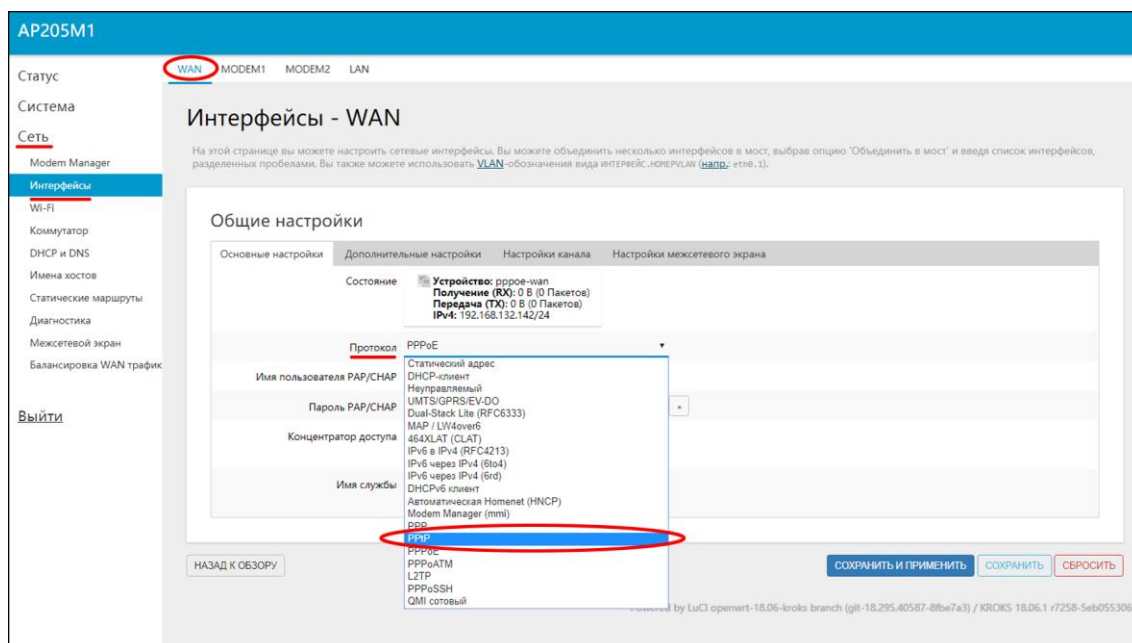 AP205M1
Статус
Система
Сеть
Modem Manager
Интерфейсы
Wi-Fi
Коммутатор
DHCP и DNS
Имена хостов
Статические маршруты
Диагностика
Межсетевой экран
Балансировка WAN трафик
Выйти
WAN MODEM1 MODEM2 LAN
Интерфейсы - WAN
На этой странице вы можете настроить сетевые интерфейсы. Вы можете объединить несколько интерфейсов в мост, выбрав опцию 'Объединить в мост' и введя список интерфейсов,
разделенных пробелами. Вы также можете использовать VLAN-обозначения вида ИНТЕРФЕЙС.НОМЕРVLAN (напр.: eth0.1).
Общие настройки
Основные настройки Дополнительные настройки Настройки канала Настройки межсетевого экрана
Состояние
Устройство: pppoe-wan
Получение (RX): 0 B (0 Пакетов)
Передача (TX): 0 B (0 Пакетов)
IPv4: 192.168.132.142/24
Протокол PPPoE
Имя пользователя PAP/CHAP
Пароль PAP/CHAP
Концентратор доступа
Имя службы
Статический адрес
DHCP-клиент
Неуправляемый
UMTS/GPRS/EV-DO
Dual-Stack Lite (RFC6333)
MAP / LW4over6
464XLAT (CLAT)
IPv6 в IPv4 (RFC4213)
IPv6 через IPv4 (6to4)
IPv6 через IPv4 (6rd)
DHCPv6 клиент
Автоматическая Homenet (HNCP)
Modem Manager (mmi)
PPP
PPtP
PPPoE
PPPoATM
L2TP
PPPoSSH
QMI сотовый
НАЗАД К ОБЗОРУ
СОХРАНИТЬ И ПРИМЕНИТЬ СОХРАНИТЬ СБРОСИТЬ
Powered by LuCI openwrt-18.06-kroks branch (git-18.295.40587-8fbe7a3) / KROKS 18.06.1 r7258-5eb055306